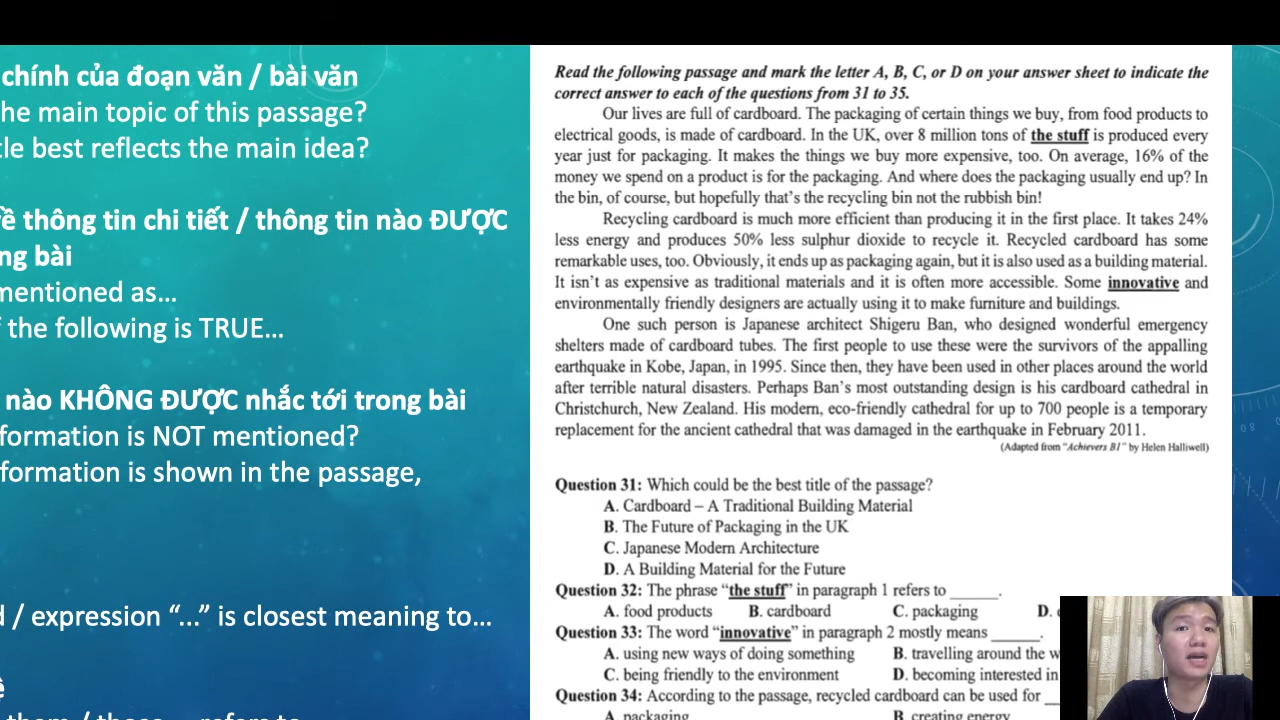 chính của đoạn văn / bài văn
he main topic of this passage?
tle best reflects the main idea?
ề thông tin chi tiết / thông tin nào ĐƯỢC
ng bài
mentioned as...
f the following is TRUE...
nào KHÔNG ĐƯỢC nhắc tới trong bài
formation is NOT mentioned?
formation is shown in the passage,
/ expression “...” is closest meaning to...
Read the following passage and mark the letter A, B, C, or D on your answer sheet to indicate the
correct answer to each of the questions from 31 to 35.
Our lives are full of cardboard. The packaging of certain things we buy, from food products to
electrical goods, is made of cardboard. In the UK, over 8 million tons of the stuff is produced every
year just for packaging. It makes the things we buy more expensive, too. On average, 16% of the
money we spend on a product is for the packaging. And where does the packaging usually end up? In
the bin, of course, but hopefully that's the recycling bin not the rubbish bin!
Recycling cardboard is much more efficient than producing it in the first place. It takes 24%
less energy and produces 50% less sulphur dioxide to recycle it. Recycled cardboard has some
remarkable uses, too. Obviously, it ends up as packaging again, but it is also used as a building material.
It isn't as expensive as traditional materials and it is often more accessible. Some innovative and
environmentally friendly designers are actually using it to make furniture and buildings.
One such person is Japanese architect Shigeru Ban, who designed wonderful emergency
shelters made of cardboard tubes. The first people to use these were the survivors of the appalling
earthquake in Kobe, Japan, in 1995. Since then, they have been used in other places around the world
after terrible natural disasters. Perhaps Ban's most outstanding design is his cardboard cathedral in
Christchurch, New Zealand. His modern, eco-friendly cathedral for up to 700 people is a temporary
replacement for the ancient cathedral that was damaged in the earthquake in February 2011.
(Adapted from "Achievers B1" by Helen Halliwell)
Question 31: Which could be the best title of the passage?
A. Cardboard – A Traditional Building Material
B. The Future of Packaging in the UK
C. Japanese Modern Architecture
D. A Building Material for the Future
Question 32: The phrase “the stuff” in paragraph 1 refers to ______.
A. food products B. cardboard C. packaging D.
Question 33: The word “innovative” in paragraph 2 mostly means ______.
A. using new ways of doing something B. travelling around the w
C. being friendly to the environment D. becoming interested in
Question 34: According to the passage, recycled cardboard can be used for
A. packaging B. creating energy